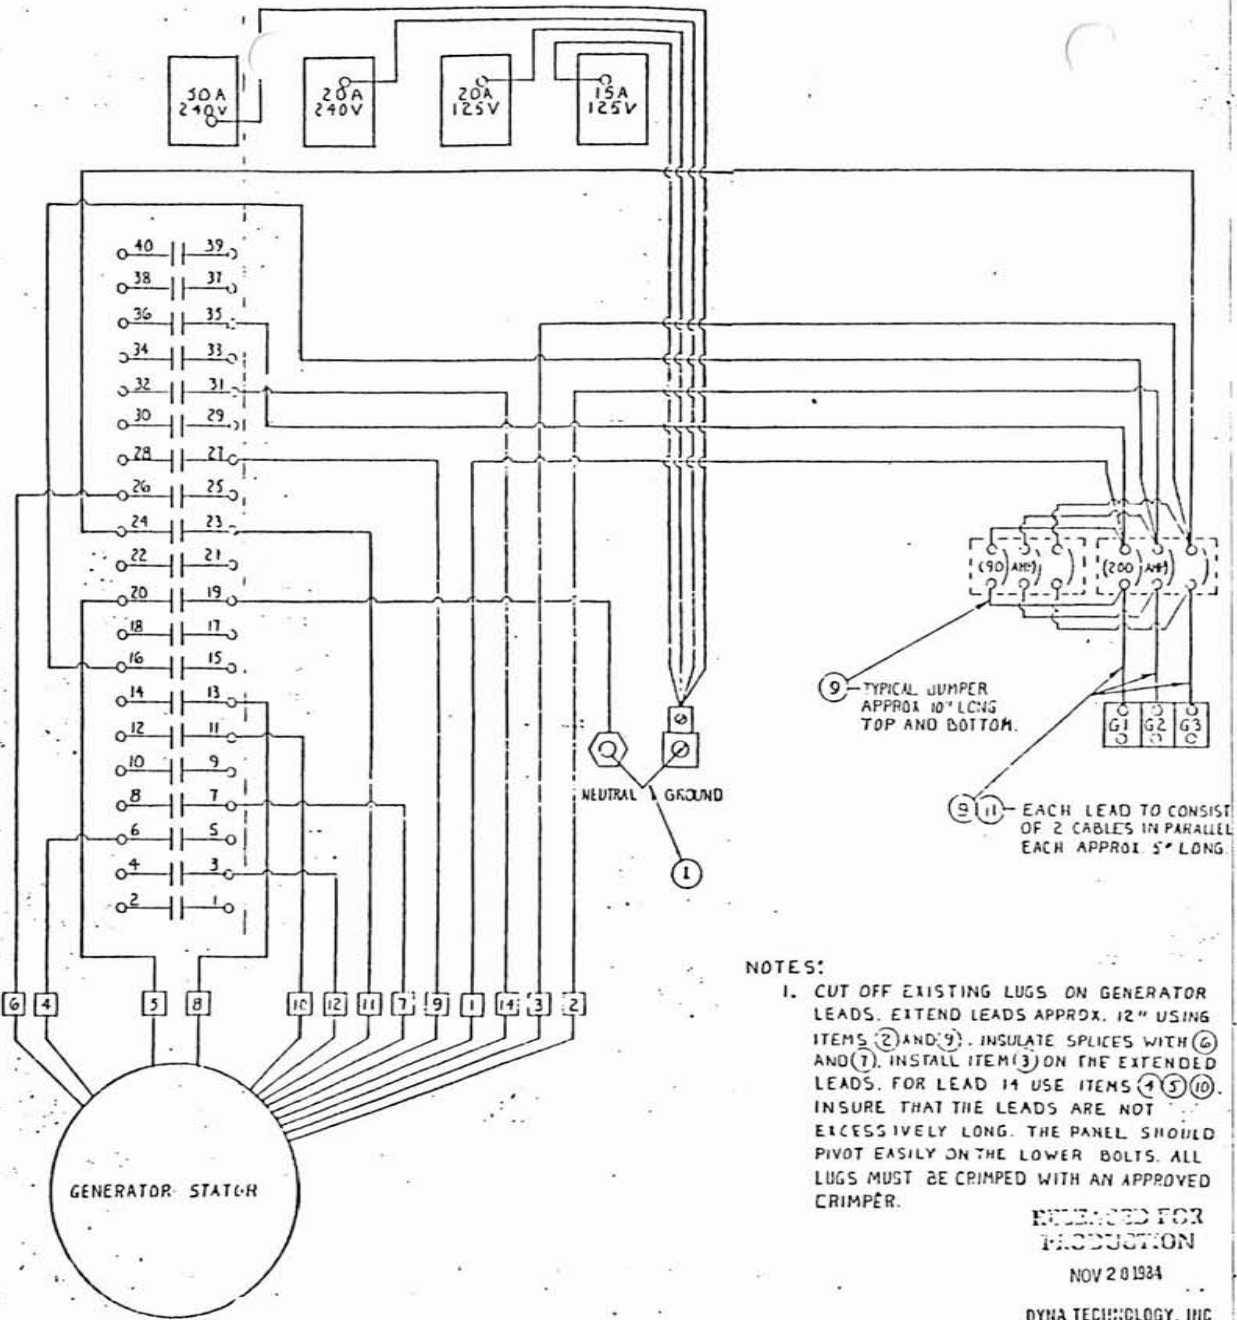 30A
240V
20A
240V
20A
125V
15A
125V
40 39
38 37
36 35
34 33
32 31
30 29
28 27
26 25
24 23
22 21
20 19
18 17
16 15
14 13
12 11
10 9
8 7
6 5
4 3
2 1
(90 AMP)
(200 AMP)
9
TYPICAL JUMPER
APPROX 10" LONG
TOP AND BOTTOM.
G1 G2 G3
NEUTRAL GROUND
1
9 11
EACH LEAD TO CONSIST
OF 2 CABLES IN PARALLEL
EACH APPROX. 5" LONG.
6 4 5 8 10 12 11 7 9 1 14 3 2
GENERATOR STATOR
NOTES:
1. CUT OFF EXISTING LUGS ON GENERATOR
LEADS. EXTEND LEADS APPROX. 12" USING
ITEMS (2) AND (9). INSULATE SPLICES WITH (6)
AND (7). INSTALL ITEM (3) ON THE EXTENDED
LEADS. FOR LEAD 14 USE ITEMS (4)(5)(10).
INSURE THAT THE LEADS ARE NOT
EXCESSIVELY LONG. THE PANEL SHOULD
PIVOT EASILY ON THE LOWER BOLTS. ALL
LUGS MUST BE CRIMPED WITH AN APPROVED
CRIMPER.
RELEASED FOR
PRODUCTION
NOV 20 1984
DYNA TECHNOLOGY, INC